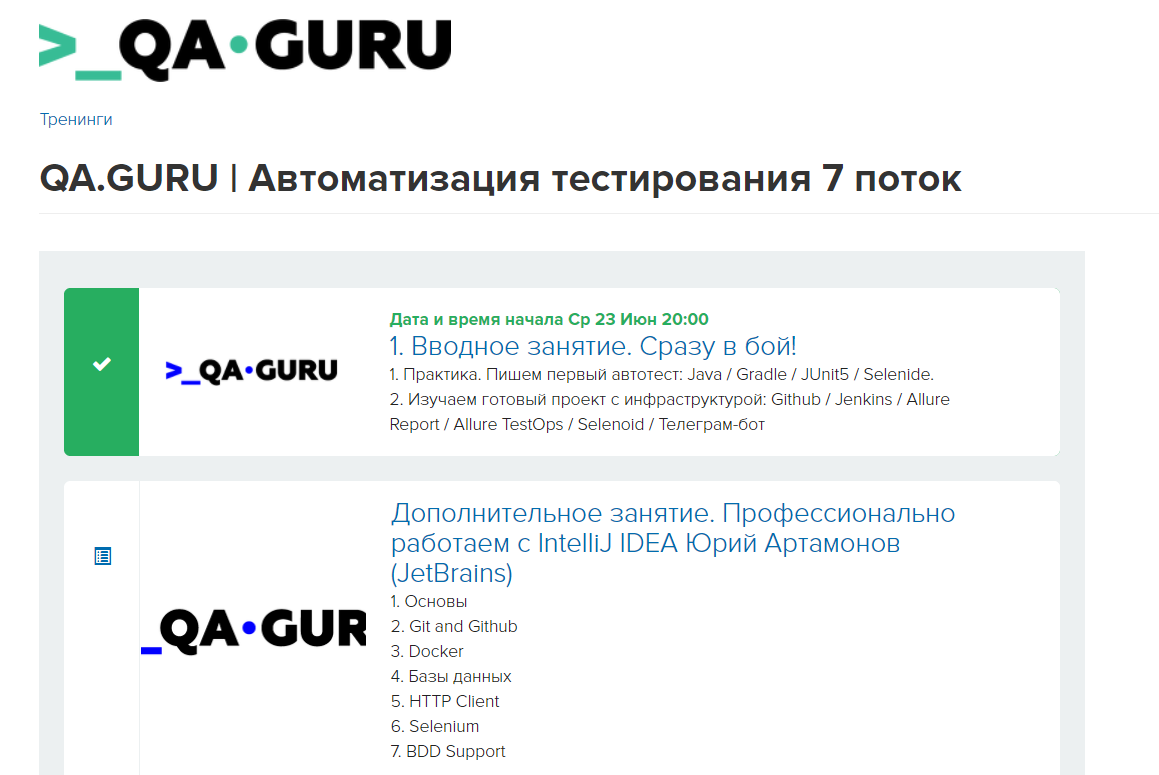 >_QA•GURU
Тренинги
QA.GURU | Автоматизация тестирования 7 поток
Дата и время начала Ср 23 Июн 20:00
>_QA•GURU
1. Вводное занятие. Сразу в бой!
1. Практика. Пишем первый автотест: Java / Gradle / JUnit5 / Selenide.
2. Изучаем готовый проект с инфраструктурой: Github / Jenkins / Allure
Report / Allure TestOps / Selenoid / Телеграм-бот
_QA•GUR
Дополнительное занятие. Профессионально
работаем с IntelliJ IDEA Юрий Артамонов
(JetBrains)
1. Основы
2. Git and Github
3. Docker
4. Базы данных
5. HTTP Client
6. Selenium
7. BDD Support